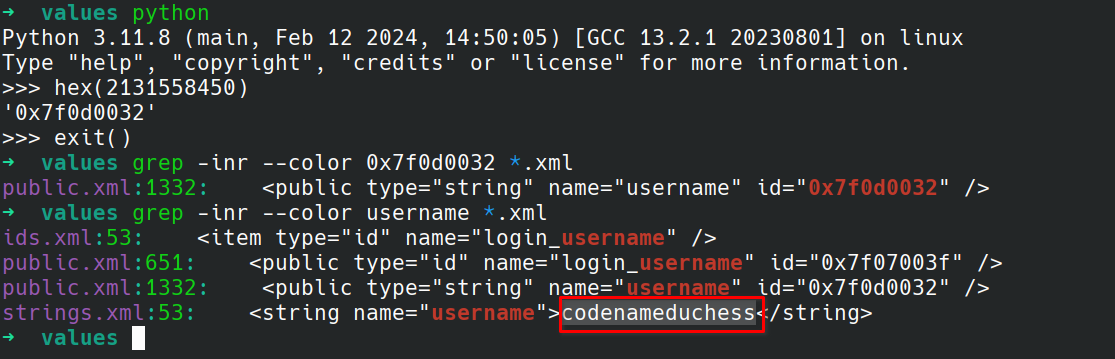 ➜  values python
Python 3.11.8 (main, Feb 12 2024, 14:50:05) [GCC 13.2.1 20230801] on linux
Type "help", "copyright", "credits" or "license" for more information.
>>> hex(2131558450)
'0x7f0d0032'
>>> exit()
➜  values grep -inr --color 0x7f0d0032 *.xml
public.xml:1332:    <public type="string" name="username" id="0x7f0d0032" />
➜  values grep -inr --color username *.xml
ids.xml:53:    <item type="id" name="login_username" />
public.xml:651:    <public type="id" name="login_username" id="0x7f07003f" />
public.xml:1332:    <public type="string" name="username" id="0x7f0d0032" />
strings.xml:53:    <string name="username">codenameduchess</string>
➜  values